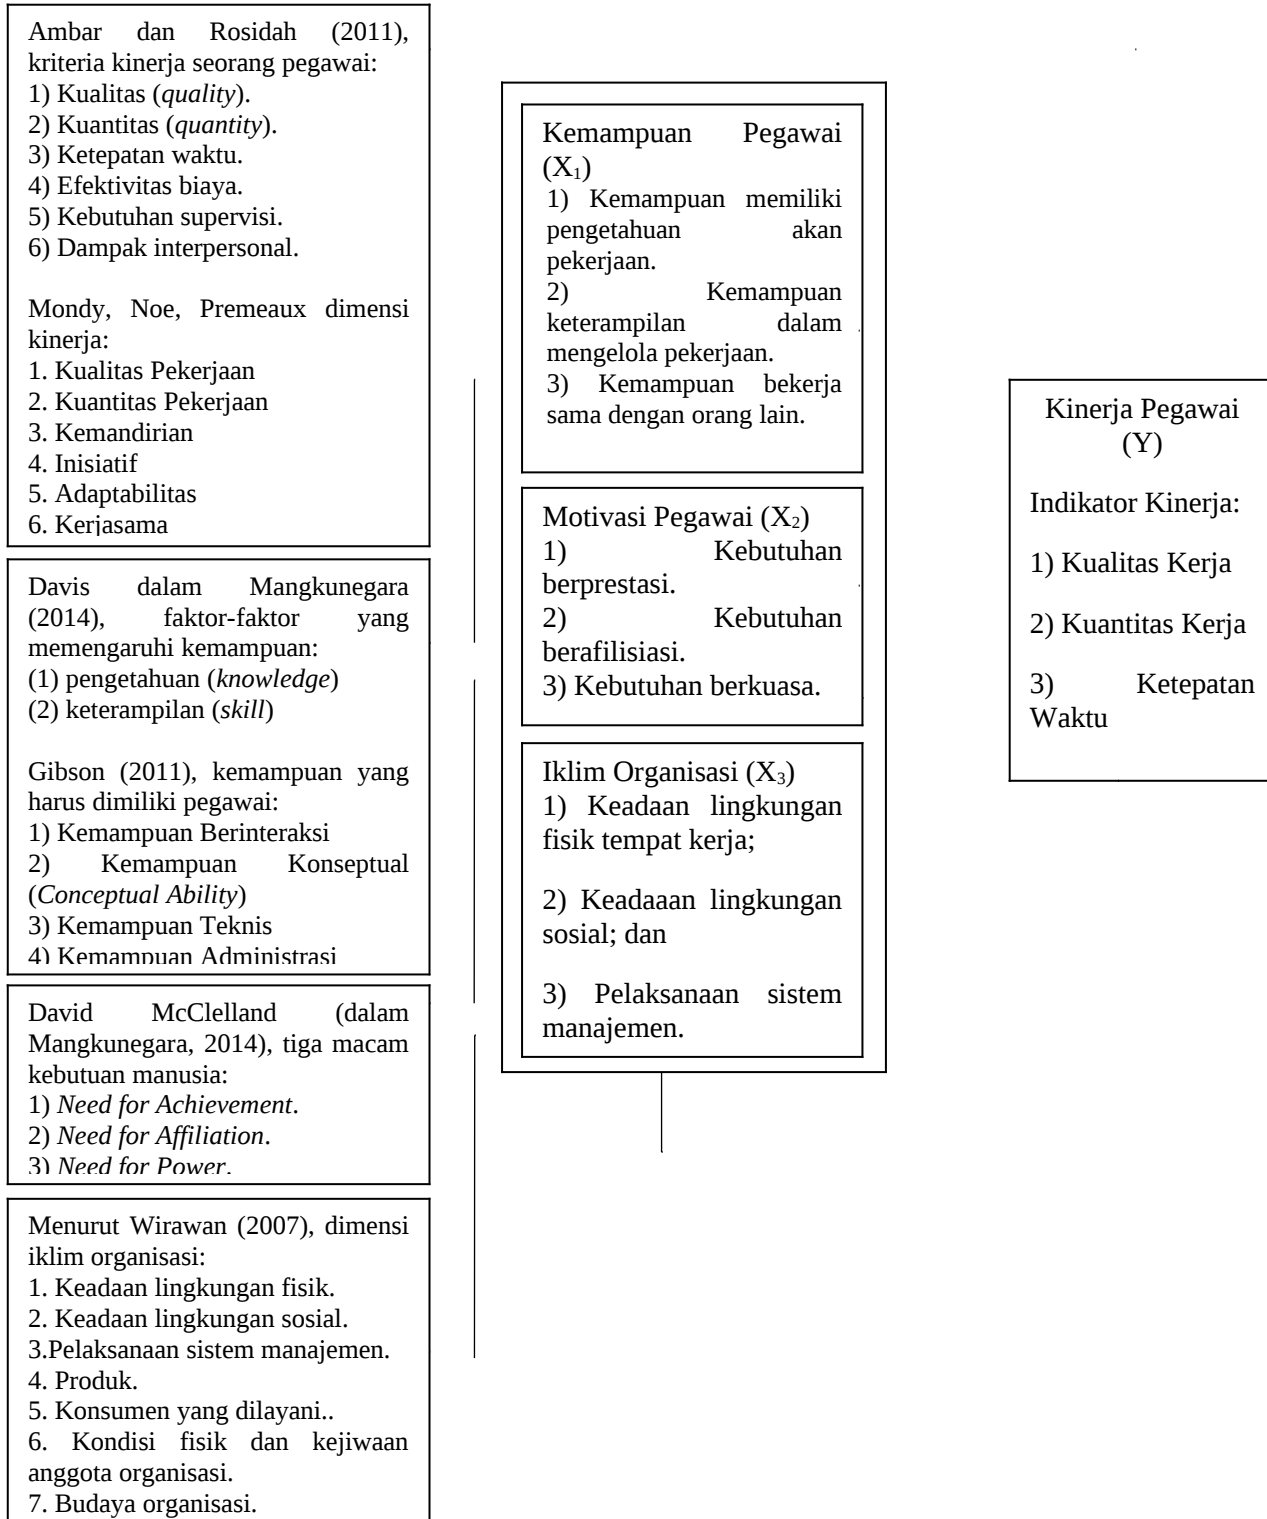 Ambar dan Rosidah (2011),
kriteria kinerja seorang pegawai:
1) Kualitas (quality).
2) Kuantitas (quantity).
3) Ketepatan waktu.
4) Efektivitas biaya.
5) Kebutuhan supervisi.
6) Dampak interpersonal.
Mondy, Noe, Premeaux dimensi
kinerja:
1. Kualitas Pekerjaan
2. Kuantitas Pekerjaan
3. Kemandirian
4. Inisiatif
5. Adaptabilitas
6. Kerjasama
Davis dalam Mangkunegara
(2014), faktor-faktor yang
memengaruhi kemampuan:
(1) pengetahuan (knowledge)
(2) keterampilan (skill)
Gibson (2011), kemampuan yang
harus dimiliki pegawai:
1) Kemampuan Berinteraksi
2) Kemampuan Konseptual
(Conceptual Ability)
3) Kemampuan Teknis
4) Kemampuan Administrasi
David McClelland (dalam
Mangkunegara, 2014), tiga macam
kebutuan manusia:
1) Need for Achievement.
2) Need for Affiliation.
3) Need for Power.
Menurut Wirawan (2007), dimensi
iklim organisasi:
1. Keadaan lingkungan fisik.
2. Keadaan lingkungan sosial.
3.Pelaksanaan sistem manajemen.
4. Produk.
5. Konsumen yang dilayani..
6. Kondisi fisik dan kejiwaan
anggota organisasi.
7. Budaya organisasi.
Kemampuan Pegawai
(X₁)
1) Kemampuan memiliki
pengetahuan akan
pekerjaan.
2) Kemampuan
keterampilan dalam
mengelola pekerjaan.
3) Kemampuan bekerja
sama dengan orang lain.
Motivasi Pegawai (X₂)
1) Kebutuhan
berprestasi.
2) Kebutuhan
berafilisiasi.
3) Kebutuhan berkuasa.
Iklim Organisasi (X₃)
1) Keadaan lingkungan
fisik tempat kerja;
2) Keadaaan lingkungan
sosial; dan
3) Pelaksanaan sistem
manajemen.
Kinerja Pegawai
(Y)
Indikator Kinerja:
1) Kualitas Kerja
2) Kuantitas Kerja
3) Ketepatan
Waktu